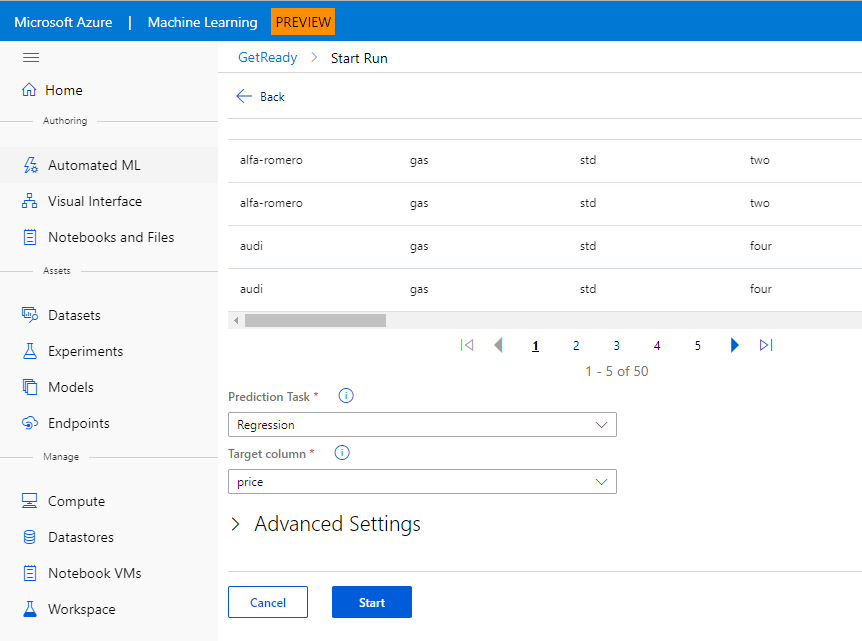 Microsoft Azure | Machine Learning PREVIEW
GetReady > Start Run
Home
Back
Authoring
alfa-romero gas std two
Automated ML
Visual Interface
alfa-romero gas std two
Notebooks and Files
audi gas std four
Assets
audi gas std four
Datasets
1 2 3 4 5
Experiments
1 - 5 of 50
Models
Prediction Task *
Endpoints
Regression
Manage
Target column *
price
Compute
Advanced Settings
Datastores
Notebook VMs
Workspace
Cancel Start